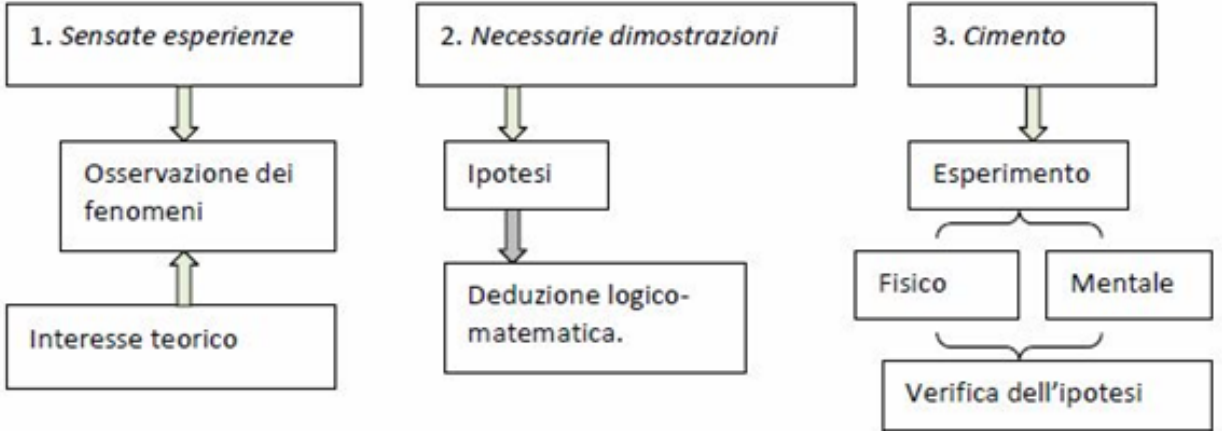 1. Sensate esperienze
Osservazione dei
fenomeni
Interesse teorico
2. Necessarie dimostrazioni
Ipotesi
Deduzione logico-
matematica.
3. Cimento
Esperimento
Fisico
Mentale
Verifica dell'ipotesi